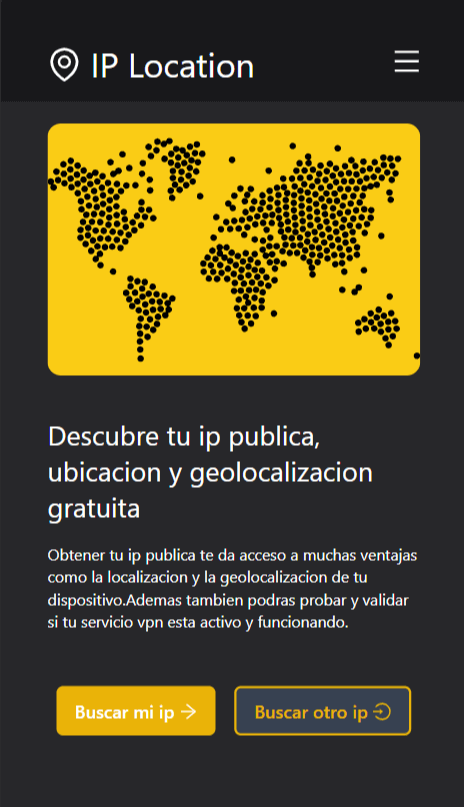 IP Location
Descubre tu ip publica,
ubicacion y geolocalizacion
gratuita
Obtener tu ip publica te da acceso a muchas ventajas
como la localizacion y la geolocalizacion de tu
dispositivo.Ademas tambien podras probar y validar
si tu servicio vpn esta activo y funcionando.
Buscar mi ip
Buscar otro ip